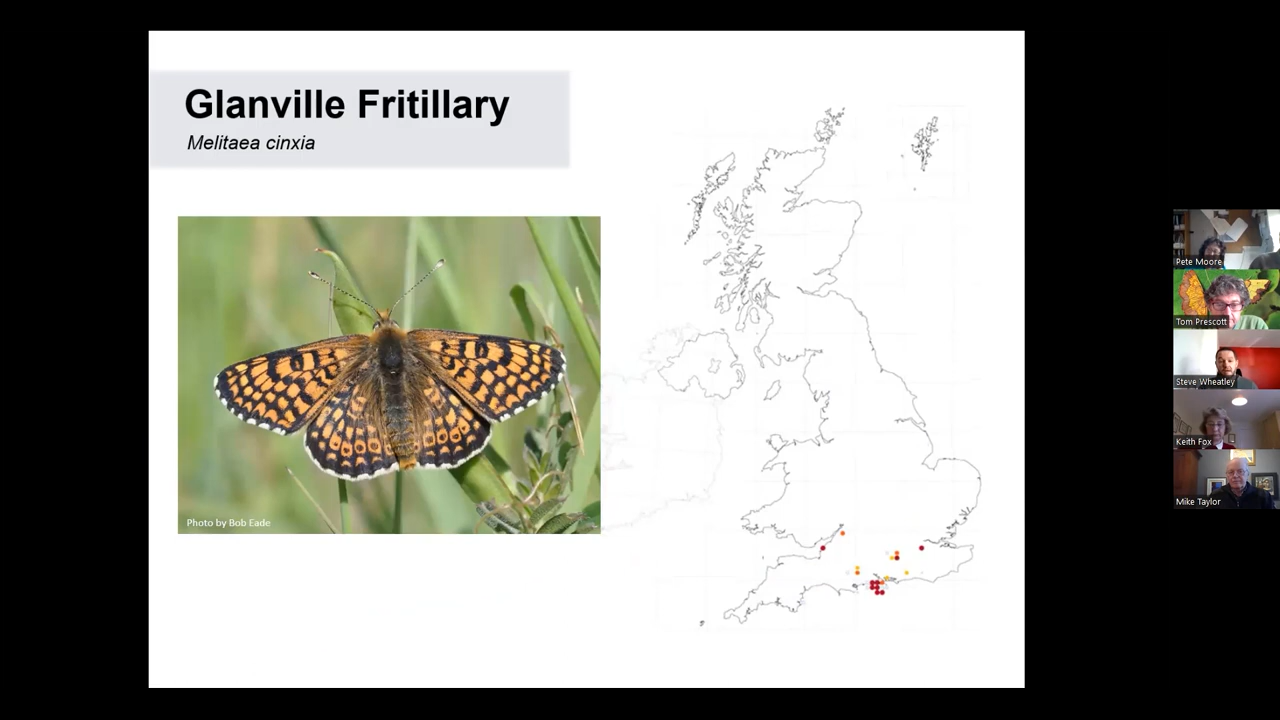 Glanville Fritillary
Melitaea cinxia
Photo by Bob Eade
Pete Moore
Tom Prescott
Steve Wheatley
Keith Fox
Mike Taylor